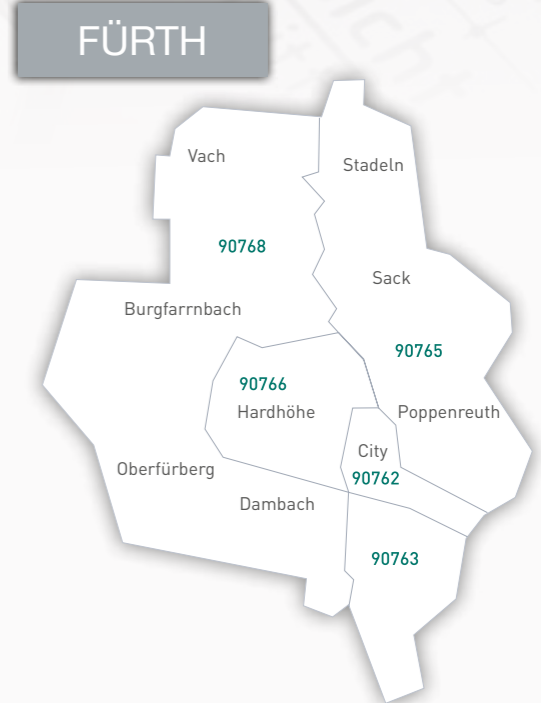 FÜRTH
Vach
Stadeln
90768
Sack
Burgfarrnbach
90765
90766
Hardhöhe
Poppenreuth
City
Oberfürberg
90762
Dambach
90763